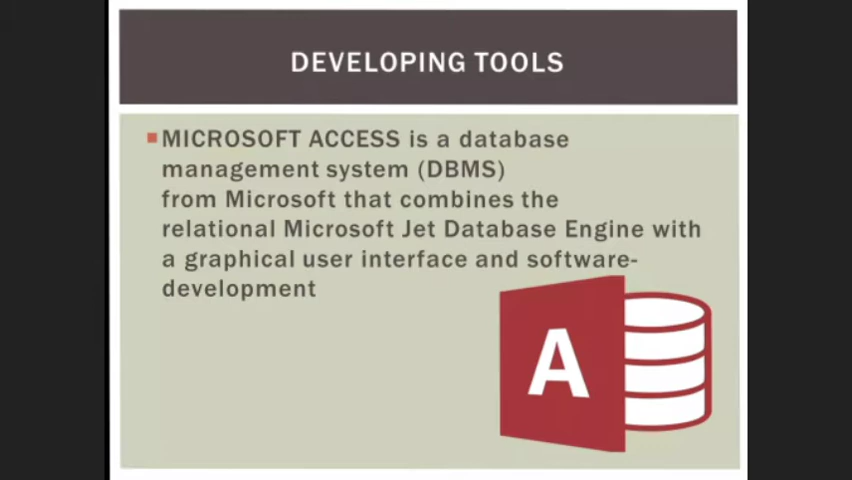 DEVELOPING TOOLS
MICROSOFT ACCESS is a database
management system (DBMS)
from Microsoft that combines the
relational Microsoft Jet Database Engine with
a graphical user interface and software-
development
A